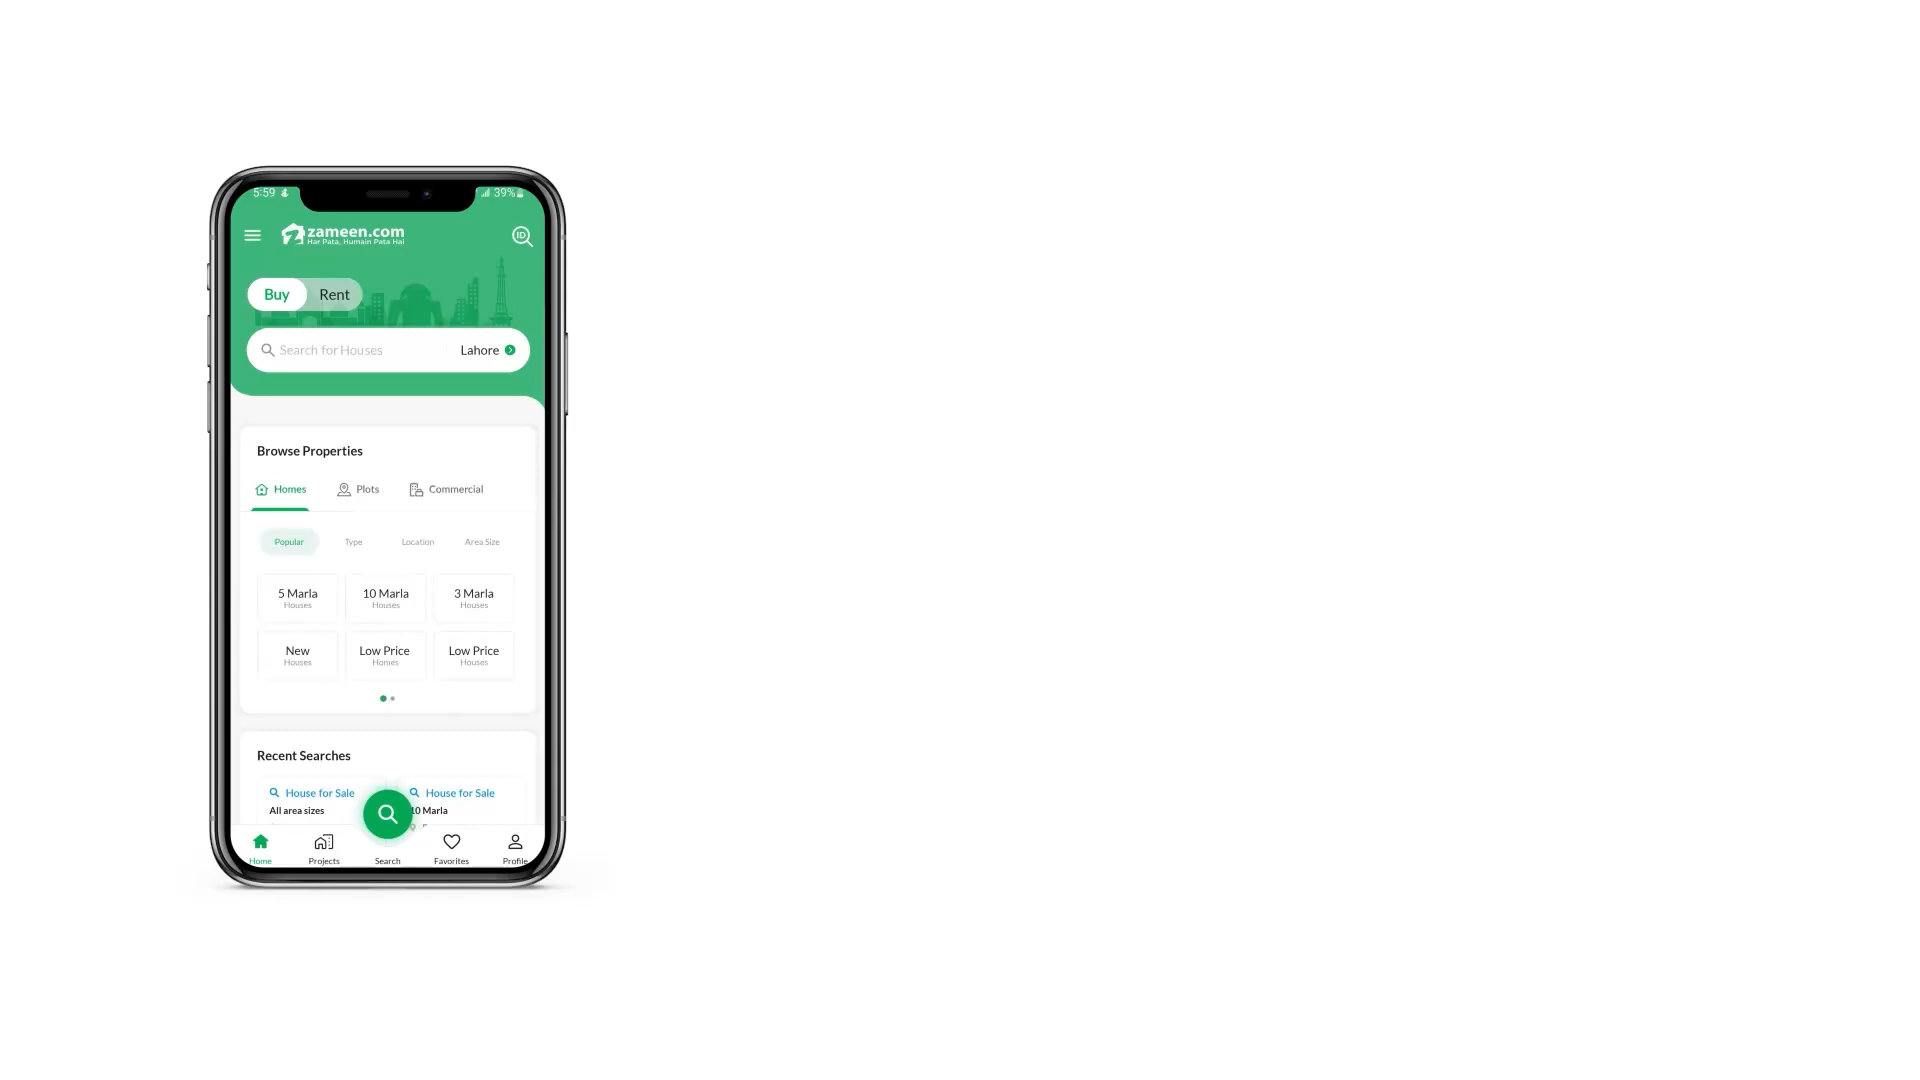 5:59 39%
zameen.com
Har Pata, Humain Pata Hai
ID
Buy Rent
Search for Houses Lahore
Browse Properties
Homes Plots Commercial
Popular Type Location Area Size
5 Marla 10 Marla 3 Marla
Houses Houses Houses
New Low Price Low Price
Houses Homes Houses
Recent Searches
House for Sale House for Sale
All area sizes 10 Marla
Home Projects Search Favorites Profile